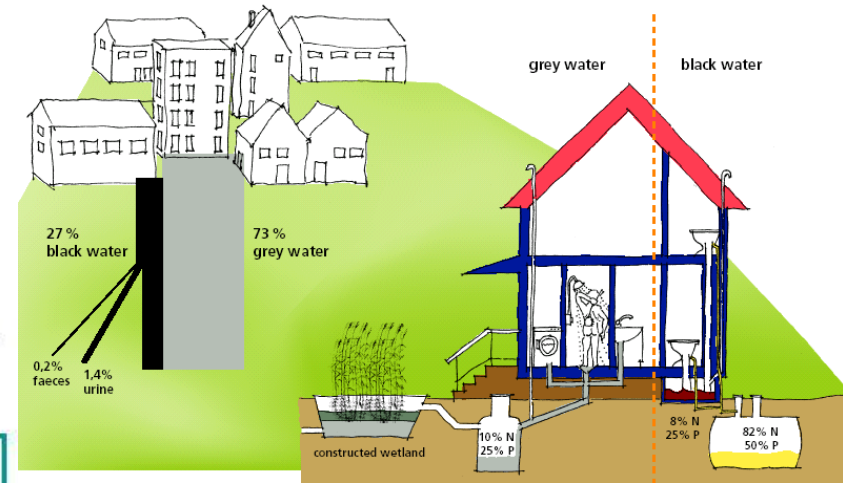 grey water
black water
27 %
black water
73 %
grey water
0,2%
faeces
1,4%
urine
constructed wetland
10% N
25% P
8% N
25% P
82% N
50% P